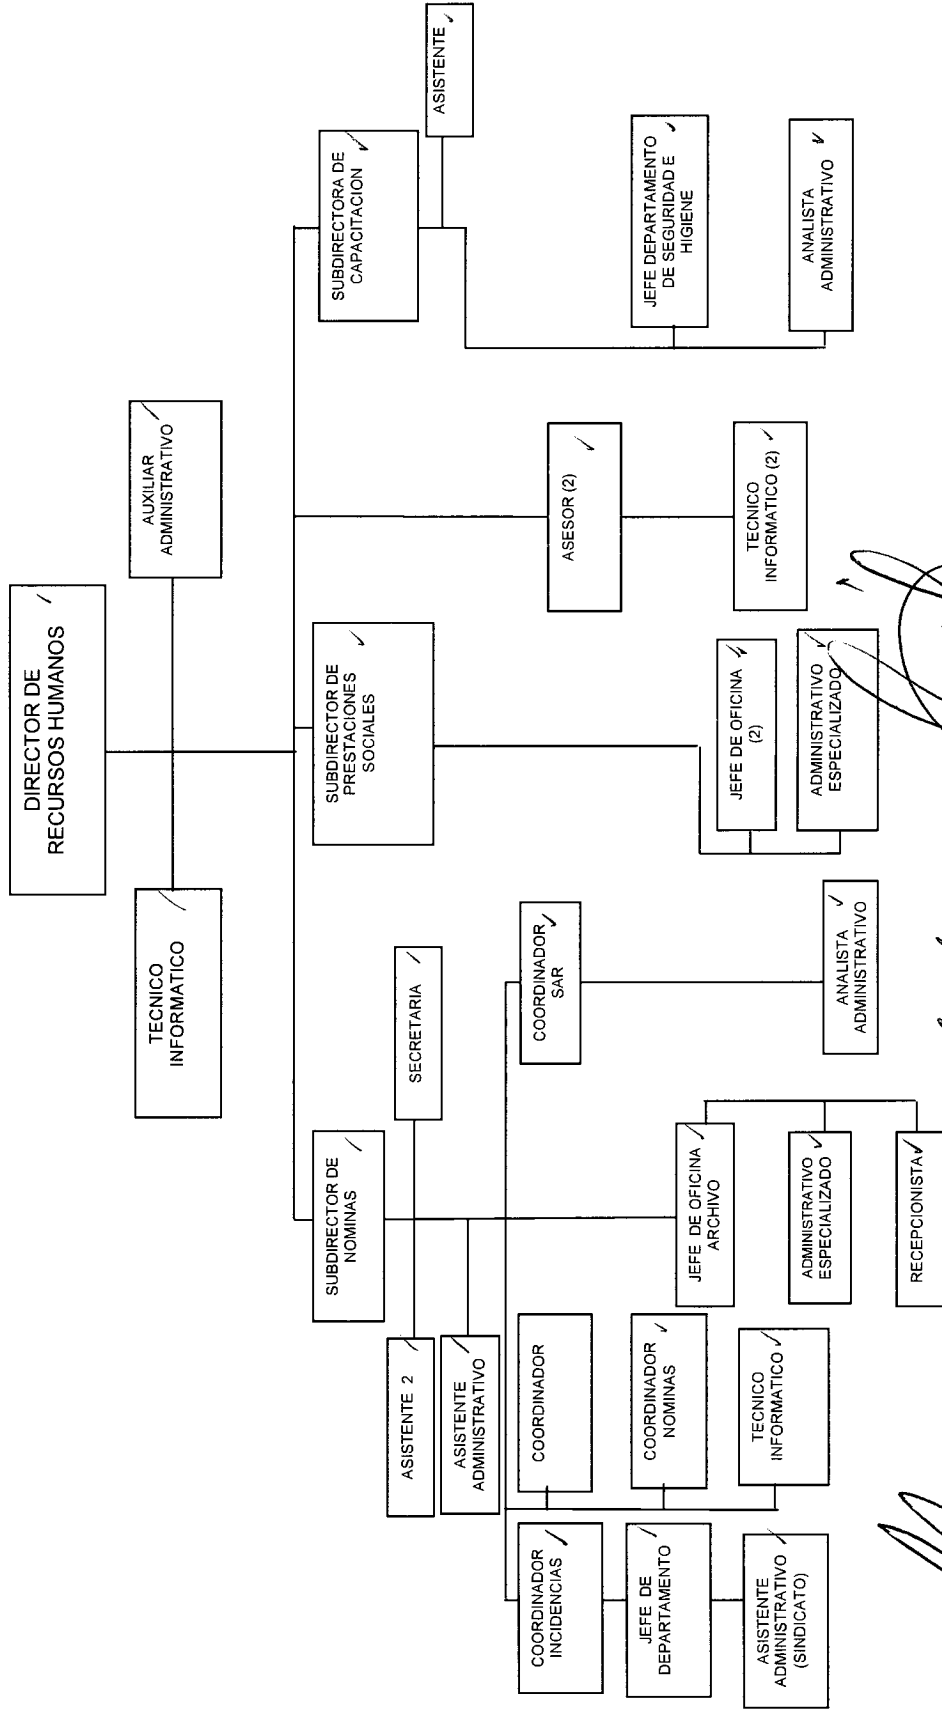 DIRECTOR DE
RECURSOS HUMANOS
TECNICO
INFORMATICO
AUXILIAR
ADMINISTRATIVO
SUBDIRECTOR DE
NOMINAS
SUBDIRECTOR DE
PRESTACIONES
SOCIALES
SUBDIRECTORA DE
CAPACITACION
ASISTENTE 2
SECRETARIA
ASISTENTE
ASISTENTE
ADMINISTRATIVO
COORDINADOR
INCIDENCIAS
COORDINADOR
COORDINADOR
SAR
ASESOR (2)
JEFE DE
DEPARTAMENTO
COORDINADOR
NOMINAS
JEFE DE OFICINA
ARCHIVO
JEFE DE OFICINA
(2)
TECNICO
INFORMATICO (2)
JEFE DEPARTAMENTO
DE SEGURIDAD E
HIGIENE
ASISTENTE
ADMINISTRATIVO
(SINDICATO)
TECNICO
INFORMATICO
ADMINISTRATIVO
ESPECIALIZADO
ANALISTA
ADMINISTRATIVO
ADMINISTRATIVO
ESPECIALIZADO
ANALISTA
ADMINISTRATIVO
RECEPCIONISTA